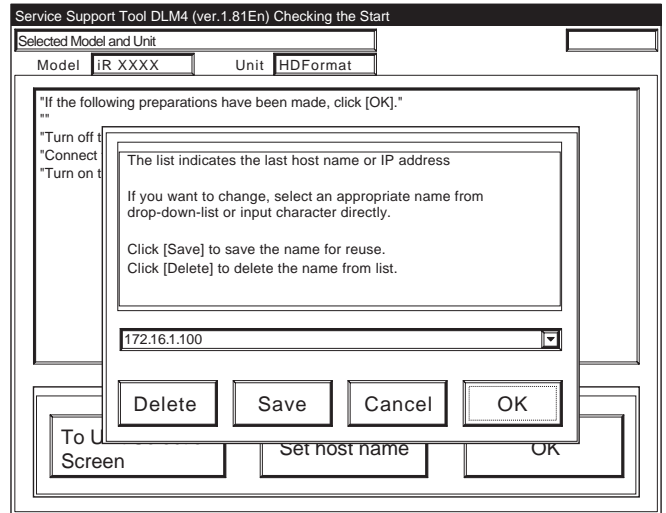 Service Support Tool DLM4 (ver.1.81En) Checking the Start
Selected Model and Unit
Model iR XXXX Unit HDFormat
"If the following preparations have been made, click [OK]."
""
"Turn off
"Connect
"Turn on
The list indicates the last host name or IP address
If you want to change, select an appropriate name from
drop-down-list or input character directly.
Click [Save] to save the name for reuse.
Click [Delete] to delete the name from list.
172.16.1.100
Delete Save Cancel OK
To
Screen
Set host name
OK